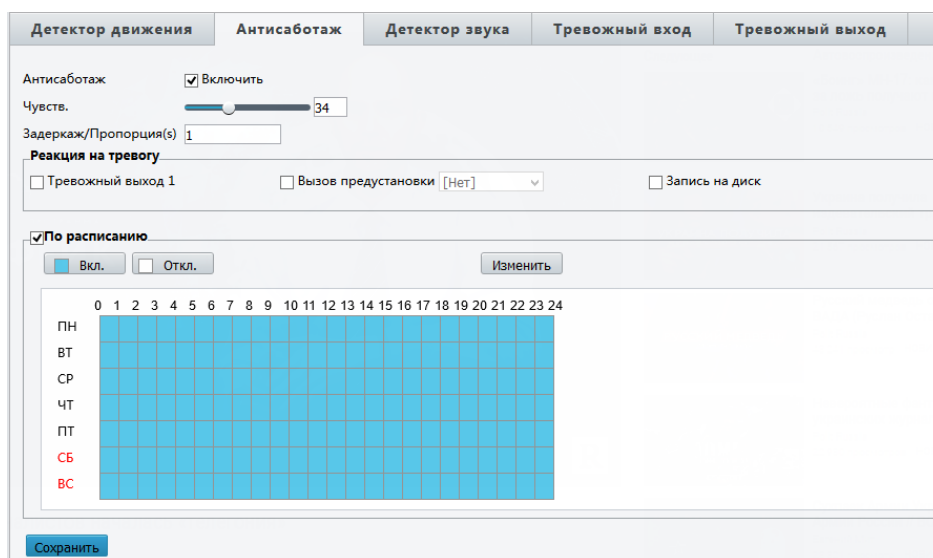 Детектор движения Антисаботаж Детектор звука Тревожный вход Тревожный выход
Антисаботаж Включить
Чувств. 34
Задеркаж/Пропорция(s) 1
Реакция на тревогу
Тревожный выход 1 Вызов предустановки [Нет] Запись на диск
По расписанию
Вкл. Откл. Изменить
0 1 2 3 4 5 6 7 8 9 10 11 12 13 14 15 16 17 18 19 20 21 22 23 24
ПН
ВТ
СР
ЧТ
ПТ
СБ
ВС
Сохранить